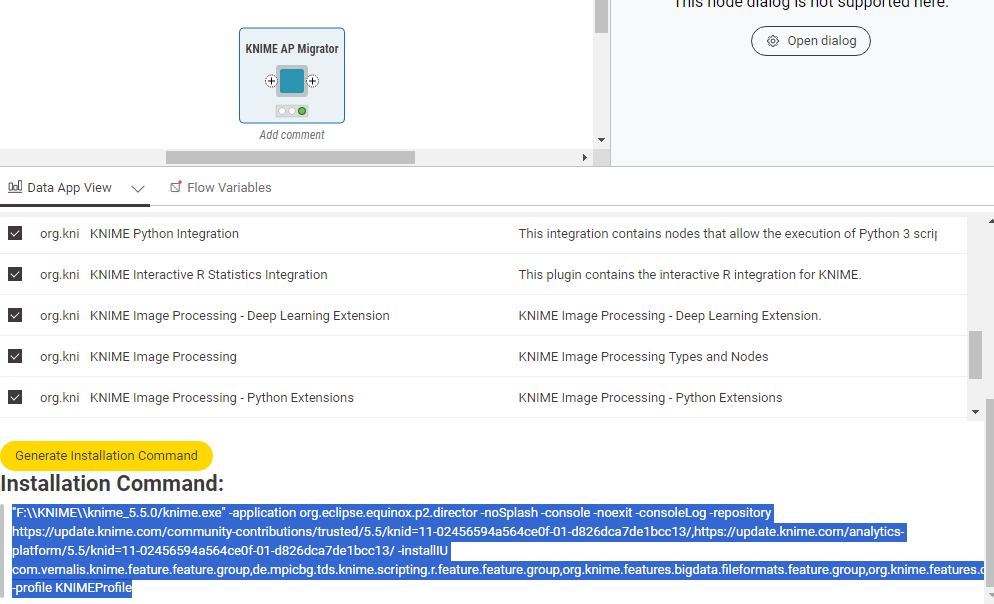 This node dialog is not supported here.
KNIME AP Migrator
Open dialog
Add comment
Data App View
Flow Variables
org.kni KNIME Python Integration This integration contains nodes that allow the execution of Python 3 scrip
org.kni KNIME Interactive R Statistics Integration This plugin contains the interactive R integration for KNIME.
org.kni KNIME Image Processing - Deep Learning Extension KNIME Image Processing - Deep Learning Extension.
org.kni KNIME Image Processing KNIME Image Processing Types and Nodes
org.kni KNIME Image Processing - Python Extensions KNIME Image Processing - Python Extensions
Generate Installation Command
Installation Command:
"F:\\KNIME\\knime_5.5.0/knime.exe" -application org.eclipse.equinox.p2.director -noSplash -console -noexit -consoleLog -repository
https://update.knime.com/community-contributions/trusted/5.5/knid=11-02456594a564ce0f-01-d826dca7de1bcc13/,https://update.knime.com/analytics-
platform/5.5/knid=11-02456594a564ce0f-01-d826dca7de1bcc13/ -installIU
com.vernalis.knime.feature.feature.group,de.mpicbg.tds.knime.scripting.r.feature.feature.group,org.knime.features.bigdata.fileformats.feature.group,org.knime.features.c
-profile KNIMEProfile